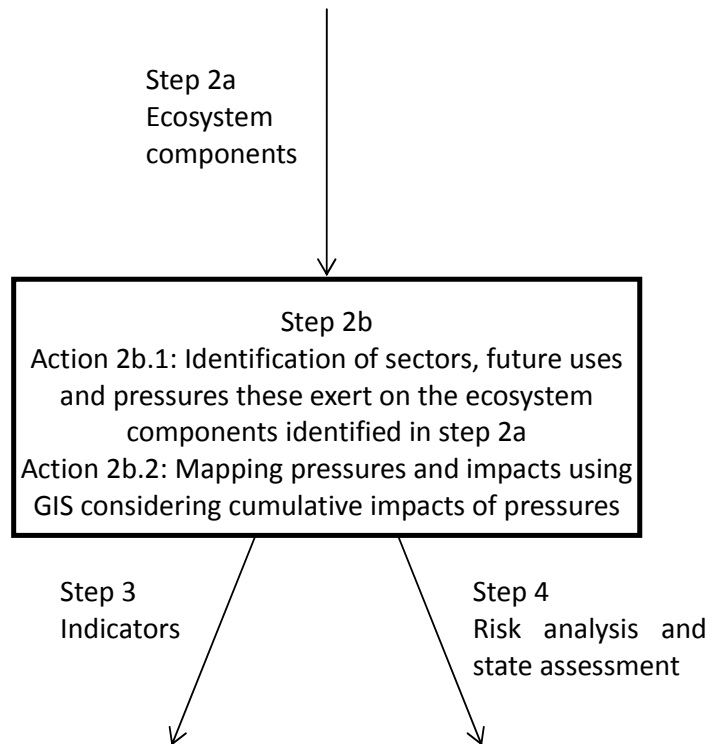 Step 2a
Ecosystem
components
Step 2b
Action 2b.1: Identification of sectors, future uses
and pressures these exert on the ecosystem
components identified in step 2a
Action 2b.2: Mapping pressures and impacts using
GIS considering cumulative impacts of pressures
Step 3
Indicators
Step 4
Risk analysis and
state assessment